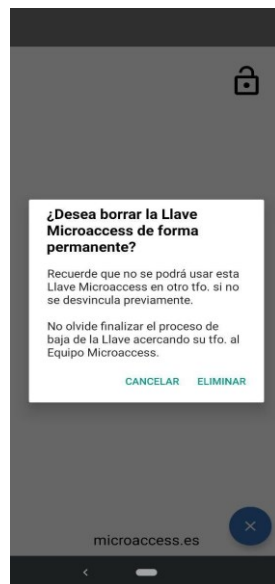 ¿Desea borrar la Llave
Microaccess de forma
permanente?
Recuerde que no se podrá usar esta
Llave Microaccess en otro tfo. si no
se desvincula previamente.
No olvide finalizar el proceso de
baja de la Llave acercando su tfo. al
Equipo Microaccess.
CANCELAR ELIMINAR
microaccess.es